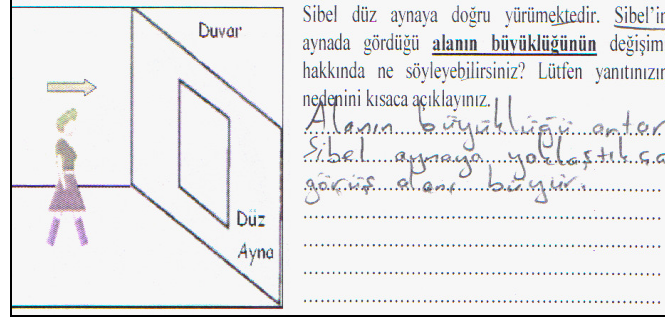 Duvar
Düz
Ayna
Sibel düz aynaya doğru yürümektedir. Sibel'in
aynada gördüğü alanın büyüklüğünün değişim
hakkında ne söyleyebilirsiniz? Lütfen yanıtınızın
nedenini kısaca açıklayınız.
Alanın büyüklüğü artar
Sibel aynaya yaklaştıkça
görüş alanı büyür.